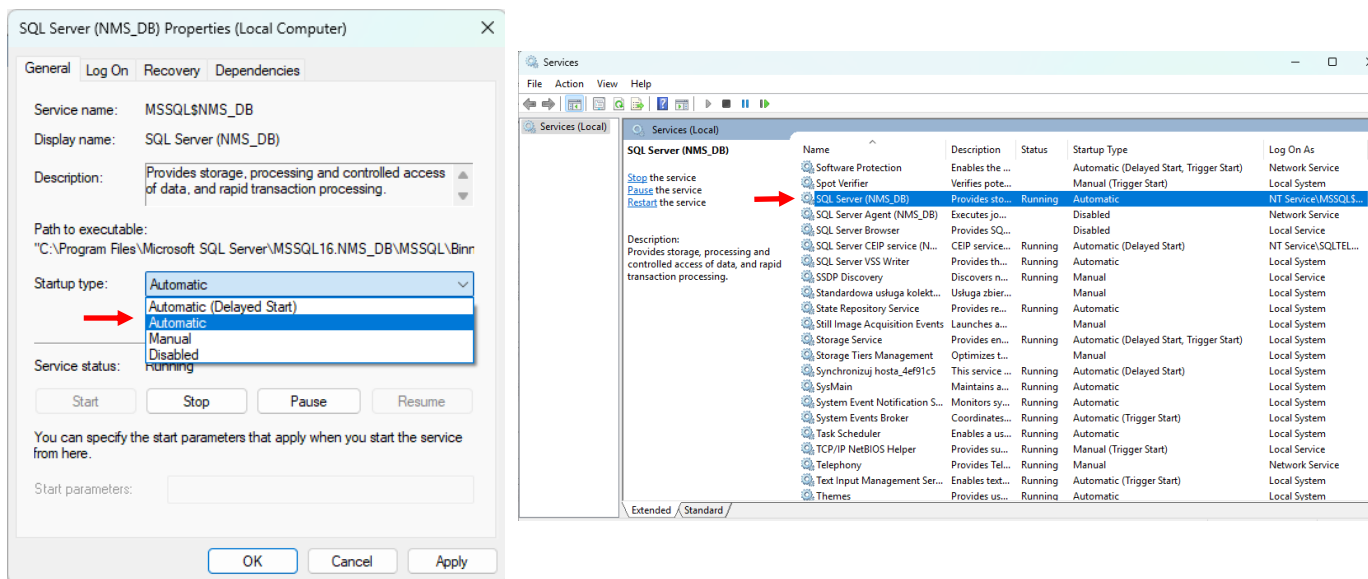 SQL Server (NMS_DB) Properties (Local Computer)
General Log On Recovery Dependencies
Service name: MSSQL$NMS_DB
Display name: SQL Server (NMS_DB)
Description: Provides storage, processing and controlled access
of data, and rapid transaction processing.
Path to executable:
"C:\Program Files\Microsoft SQL Server\MSSQL16.NMS_DB\MSSQL\Binn
Startup type: Automatic
Automatic (Delayed Start)
Automatic
Manual
Disabled
Service status: Running
Start Stop Pause Resume
You can specify the start parameters that apply when you start the service
from here.
Start parameters:
OK Cancel Apply
Services
File Action View Help
Services (Local)
Services (Local)
SQL Server (NMS_DB)
Stop the service
Pause the service
Restart the service
Description:
Provides storage, processing and
controlled access of data, and rapid
transaction processing.
Name Description Status Startup Type Log On As
Software Protection Enables the ... Automatic (Delayed Start, Trigger Start) Network Service
Spot Verifier Verifies pote... Manual (Trigger Start) Local System
SQL Server (NMS_DB) Provides sto... Running Automatic NT Service\MSSQL$...
SQL Server Agent (NMS_DB) Executes jo... Disabled Network Service
SQL Server Browser Provides SQ... Disabled Local Service
SQL Server CEIP service (N... CEIP service... Running Automatic (Delayed Start) NT Service\SQLTEL...
SQL Server VSS Writer Provides th... Running Automatic Local System
SSDP Discovery Discovers n... Running Manual Local Service
Standardowa usługa kolekt... Usługa zbier... Manual Local System
State Repository Service Provides re... Running Automatic Local System
Still Image Acquisition Events Launches a... Manual Local System
Storage Service Provides en... Running Automatic (Delayed Start, Trigger Start) Local System
Storage Tiers Management Optimizes t... Manual Local System
Synchronizuj hosta_4ef91c5 This service ... Running Automatic (Delayed Start) Local System
SysMain Maintains a... Running Automatic Local System
System Event Notification S... Monitors sy... Running Automatic Local System
System Events Broker Coordinates... Running Automatic (Trigger Start) Local System
Task Scheduler Enables a us... Running Automatic Local System
TCP/IP NetBIOS Helper Provides su... Running Manual (Trigger Start) Local Service
Telephony Provides Tel... Running Manual Network Service
Text Input Management Ser... Enables text... Running Automatic (Trigger Start) Local System
Themes Provides us... Running Automatic Local System
Extended Standard